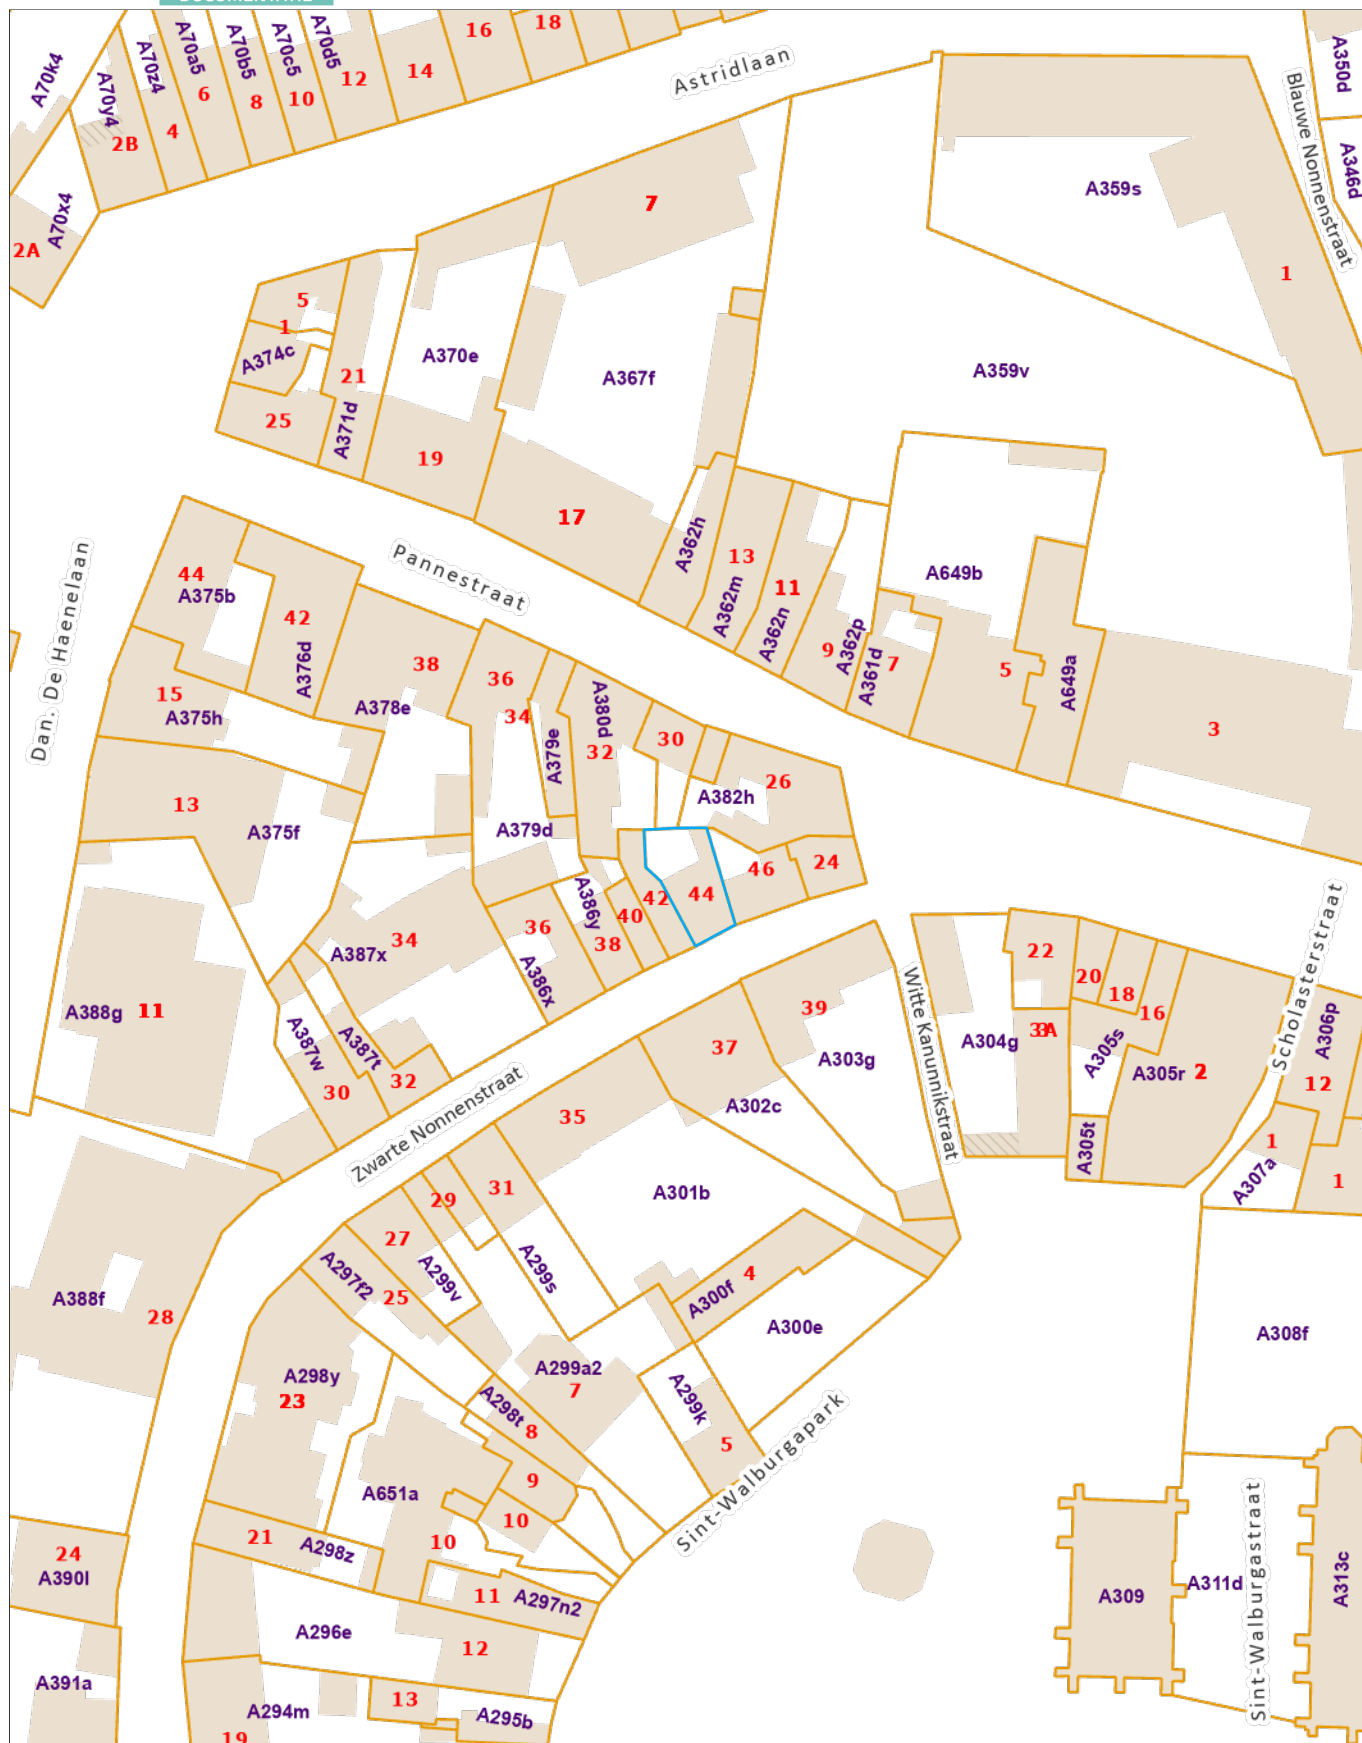 A70k4
A70y4
A70z4
A70a5
A70b5
A70c5
A70d5
16
18
2B
4
6
8
10
12
14
Astridlaan
Blauwe Nonnenstraat
A350d
A346d
2A
A70x4
7
A359s
1
5
1
A374c
21
A370e
A367f
A359v
25
A371d
19
17
A362h
13
A362m
11
A362n
9
A362p
A361d
7
A649b
5
A649a
3
Pannestraat
Dan. De Haenelaan
44
A375b
42
A376d
38
A378e
36
34
A379e
A380d
32
30
26
A382h
15
A375h
13
A375f
A379d
46
24
44
42
40
A386y
38
36
A386x
34
A387x
A388g
11
A387w
A387t
30
32
Zwarte Nonnenstraat
Witte Kanunnikstraat
Scholasterstraat
22
20
18
16
3A
A304g
A305s
A305r
2
A305t
A306p
12
1
A307a
1
39
37
A303g
A302c
35
A301b
31
29
27
A299s
A299v
A297f2
25
4
A300f
A300e
A388f
28
A308f
A298y
23
A299a2
7
A299k
5
A298t
8
9
10
A651a
10
Sint-Walburgapark
21
A298z
11
A297n2
24
A390l
A296e
12
A391a
A294m
13
A295b
19
A309
A311d
Sint-Walburgastraat
A313c